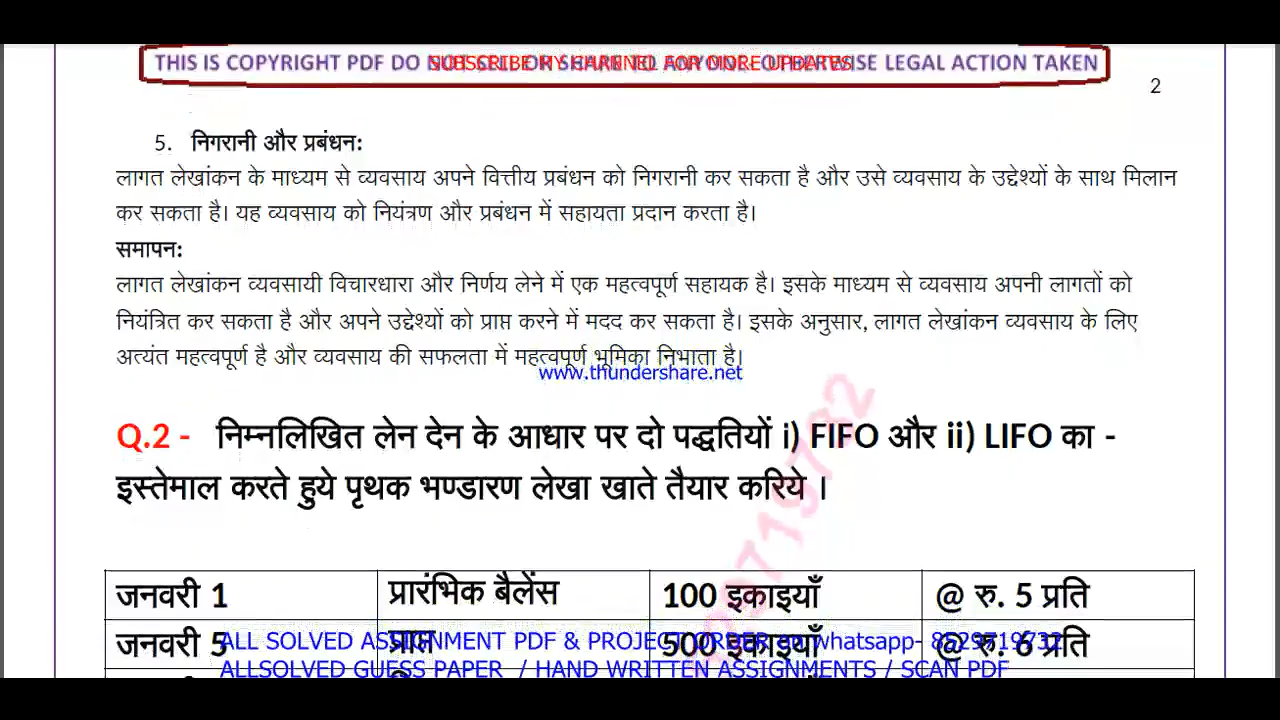 THIS IS COPYRIGHT PDF DO NOT SELL OR SHARE TO ANYONE OTHERWISE LEGAL ACTION TAKEN
SUBSCRIBE MY CHANNEL FOR MORE UPDATES
2
5. निगरानी और प्रबंधन:
लागत लेखांकन के माध्यम से व्यवसाय अपने वित्तीय प्रबंधन को निगरानी कर सकता है और उसे व्यवसाय के उद्देश्यों के साथ मिलान
कर सकता है। यह व्यवसाय को नियंत्रण और प्रबंधन में सहायता प्रदान करता है।
समापन:
लागत लेखांकन व्यवसायी विचारधारा और निर्णय लेने में एक महत्वपूर्ण सहायक है। इसके माध्यम से व्यवसाय अपनी लागतों को
नियंत्रित कर सकता है और अपने उद्देश्यों को प्राप्त करने में मदद कर सकता है। इसके अनुसार, लागत लेखांकन व्यवसाय के लिए
अत्यंत महत्वपूर्ण है और व्यवसाय की सफलता में महत्वपूर्ण भूमिका निभाता है।
www.thundershare.net
Q.2 - निम्नलिखित लेन देन के आधार पर दो पद्धतियों i) FIFO और ii) LIFO का -
इस्तेमाल करते हुये पृथक भण्डारण लेखा खाते तैयार करिये ।
जनवरी 1 प्रारंभिक बैलेंस 100 इकाइयाँ @ रु. 5 प्रति
जनवरी 5 प्राप्त 500 इकाइयाँ @ रु. 6 प्रति
ALL SOLVED ASSIGNMENT PDF & PROJECT ORDER on whatsapp- 8529719732
ALLSOLVED GUESS PAPER / HAND WRITTEN ASSIGNMENTS / SCAN PDF